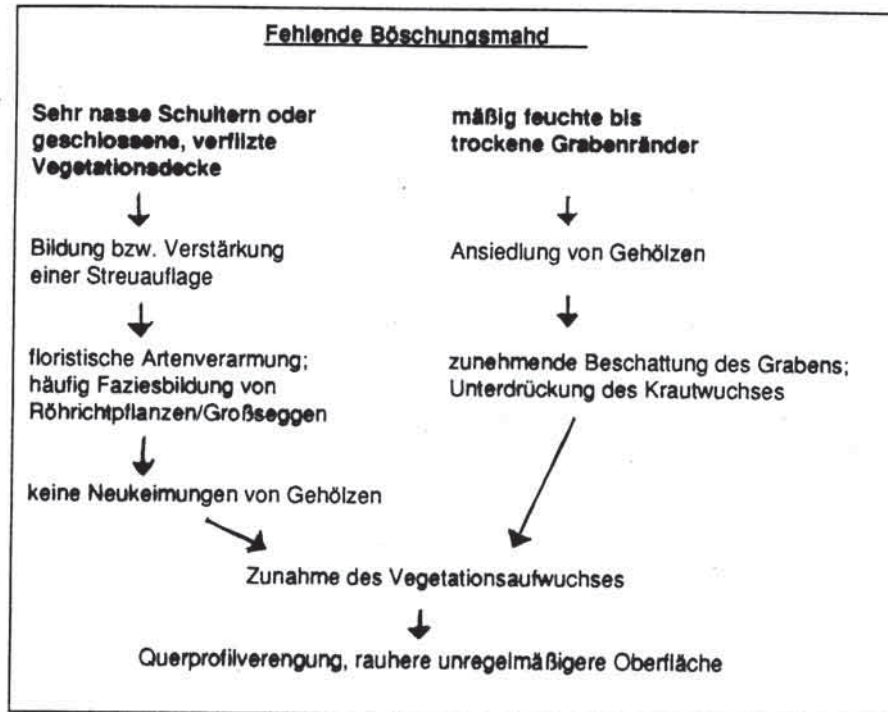 Fehlende Böschungsmahd
Sehr nasse Schultern oder
geschlossene, verfilzte
Vegetationsdecke
Bildung bzw. Verstärkung
einer Streuauflage
floristische Artenverarmung;
häufig Faziesbildung von
Röhrichtpflanzen/Großseggen
keine Neukeimungen von Gehölzen
mäßig feuchte bis
trockene Grabenränder
Ansiedlung von Gehölzen
zunehmende Beschattung des Grabens;
Unterdrückung des Krautwuchses
Zunahme des Vegetationsaufwuchses
Querprofilverengung, rauhere unregelmäßigere Oberfläche